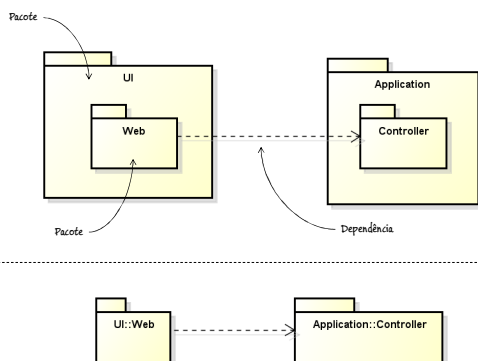 Pacote
UI
Application
Web
Controller
Pacote
Dependência
UI::Web
Application::Controller